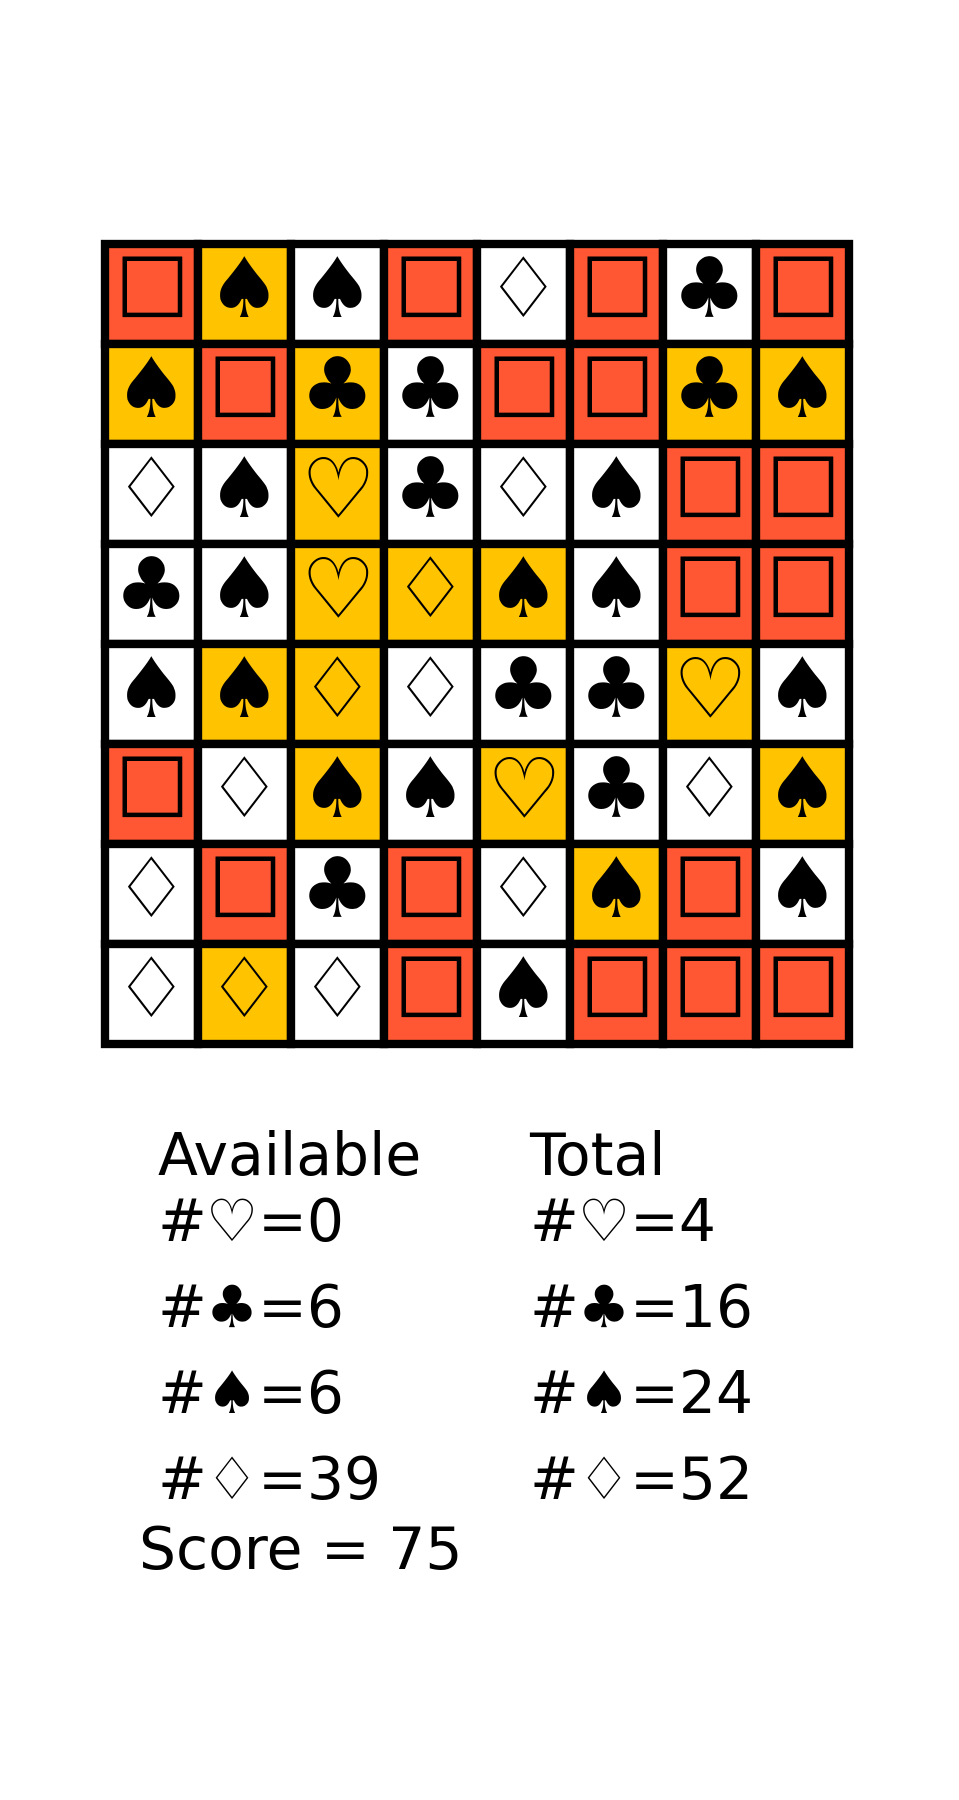 □ ♠ ♠ □ ♢ □ ♣ □
♠ □ ♣ ♣ □ □ ♣ ♠
♢ ♠ ♡ ♣ ♢ ♠ □ □
♣ ♠ ♡ ♢ ♠ ♠ □ □
♠ ♠ ♢ ♢ ♣ ♣ ♡ ♠
□ ♢ ♠ ♠ ♡ ♣ ♢ ♠
♢ □ ♣ □ ♢ ♠ □ ♠
♢ ♢ ♢ □ ♠ □ □ □
Available Total
#♡=0 #♡=4
#♣=6 #♣=16
#♠=6 #♠=24
#♢=39 #♢=52
Score = 75